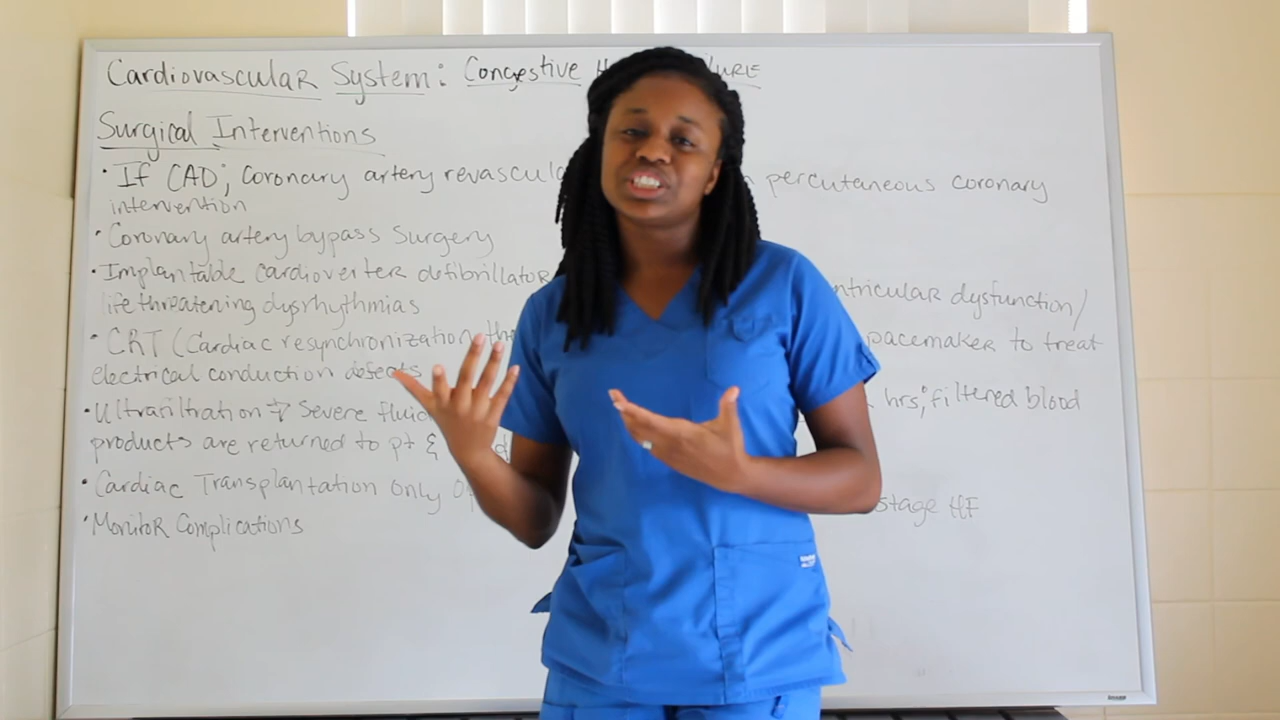 Cardiovascular System: Congestive H URE
Surgical Interventions
• If CAD; coronary artery revascul percutaneous coronary
intervention
• Coronary artery bypass Surgery
• Implantable cardioverter defibrillator ntricular dysfunction/
life threatening dysrhythmias
• CRT (Cardiac resynchronization th pacemaker to treat
electrical conduction defects
• Ultrafiltration → Severe fluid hrs; filtered blood
products are returned to pt &
• Cardiac Transplantation only stage HF
• Monitor Complications